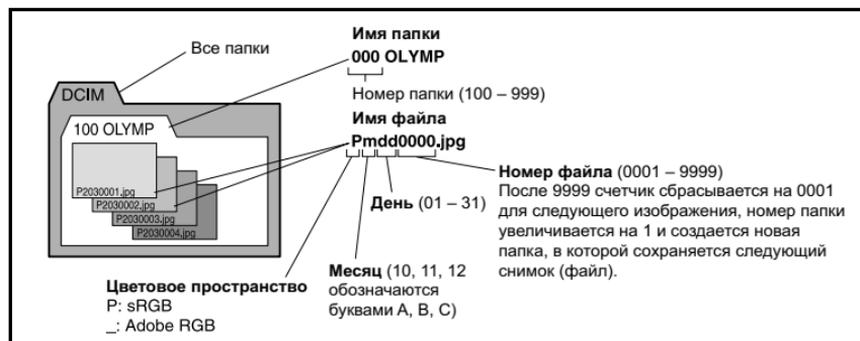 Все папки
DCIM
100 OLYMP
P2030001.jpg
P2030002.jpg
P2030003.jpg
P2030004.jpg
Имя папки
000 OLYMP
Номер папки (100 – 999)
Имя файла
Pmdd0000.jpg
Номер файла (0001 – 9999)
После 9999 счетчик сбрасывается на 0001
для следующего изображения, номер папки
увеличивается на 1 и создается новая
папка, в которой сохраняется следующий
снимок (файл).
День (01 – 31)
Месяц (10, 11, 12
обозначаются
буквами A, B, C)
Цветовое пространство
P: sRGB
_: Adobe RGB